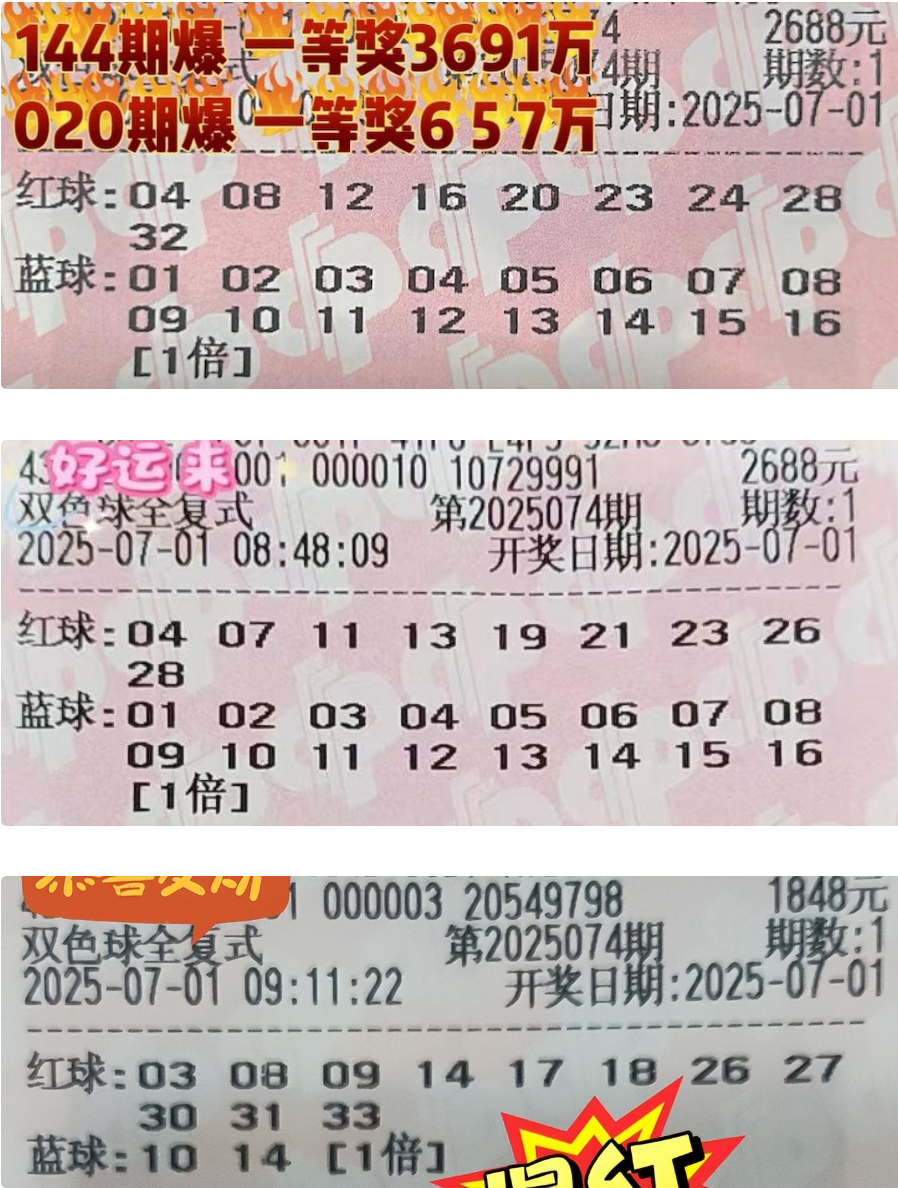 144期爆 一等奖3691万
2688元
期数:1
020期爆 一等奖657万
日期:2025-07-01
红球:04 08 12 16 20 23 24 28
32
蓝球:01 02 03 04 05 06 07 08
09 10 11 12 13 14 15 16
[1倍]
好运来
001 000010 10729991 2688元
双色球全复式 第2025074期 期数:1
2025-07-01 08:48:09 开奖日期:2025-07-01
红球:04 07 11 13 19 21 23 26
28
蓝球:01 02 03 04 05 06 07 08
09 10 11 12 13 14 15 16
[1倍]
000003 20549798 1848元
双色球全复式 第2025074期 期数:1
2025-07-01 09:11:22 开奖日期:2025-07-01
红球:03 08 09 14 17 18 26 27
30 31 33
蓝球:10 14 [1倍]